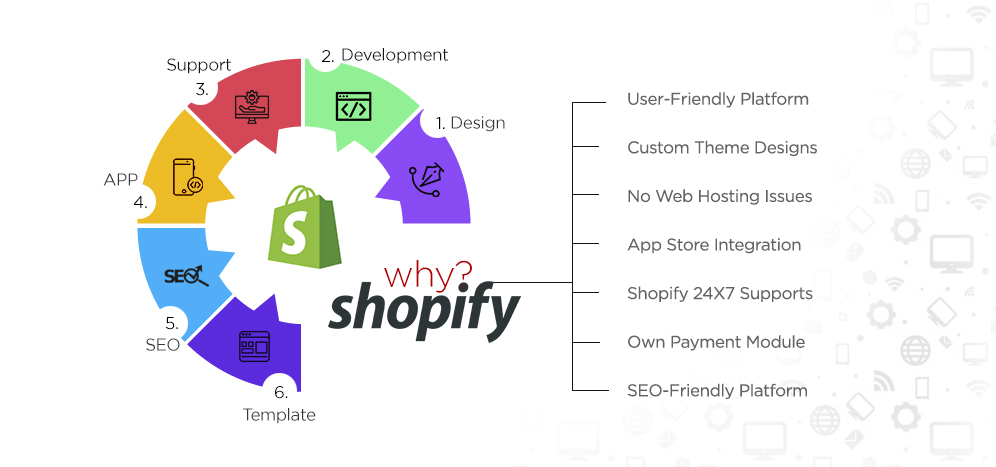 2. Development
Support
3.
1. Design
APP
4.
SEO
5.
SEO
6.
Template
S
why?
shopify
User-Friendly Platform
Custom Theme Designs
No Web Hosting Issues
App Store Integration
Shopify 24X7 Supports
Own Payment Module
SEO-Friendly Platform